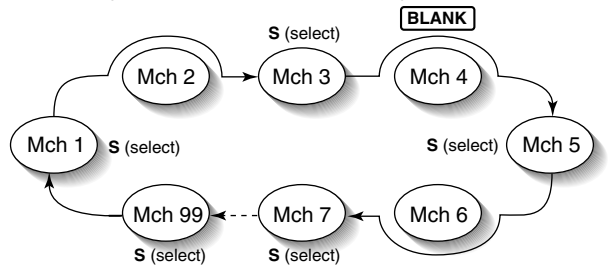 BLANK
S (select)
Mch 2
Mch 3
Mch 4
Mch 1
S (select)
S (select)
Mch 5
Mch 99
Mch 7
Mch 6
S (select)
S (select)